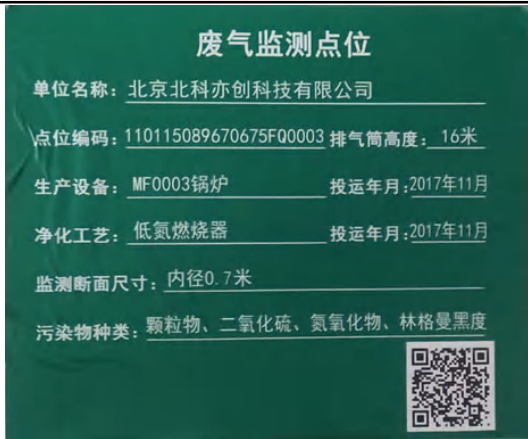 废气监测点位
单位名称：北京北科亦创科技有限公司
点位编码：110115089670675FQ0003 排气筒高度：16米
生产设备：MF0003锅炉 投运年月：2017年11月
净化工艺：低氮燃烧器 投运年月：2017年11月
监测断面尺寸：内径0.7米
污染物种类：颗粒物、二氧化硫、氮氧化物、林格曼黑度